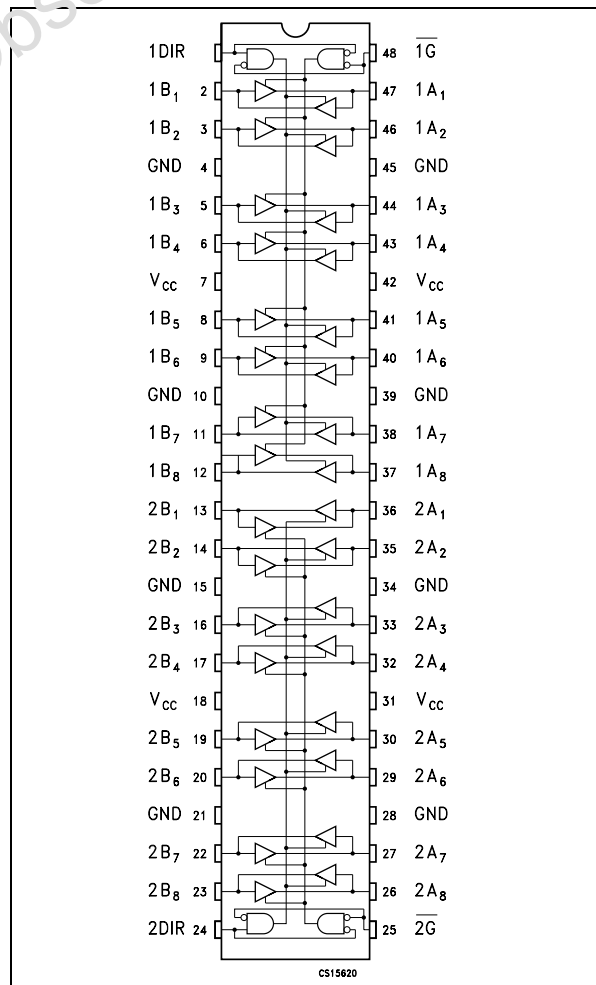 obs
1DIR 48 1G
1B1 2 47 1A1
1B2 3 46 1A2
GND 4 45 GND
1B3 5 44 1A3
1B4 6 43 1A4
VCC 7 42 VCC
1B5 8 41 1A5
1B6 9 40 1A6
GND 10 39 GND
1B7 11 38 1A7
1B8 12 37 1A8
2B1 13 36 2A1
2B2 14 35 2A2
GND 15 34 GND
2B3 16 33 2A3
2B4 17 32 2A4
VCC 18 31 VCC
2B5 19 30 2A5
2B6 20 29 2A6
GND 21 28 GND
2B7 22 27 2A7
2B8 23 26 2A8
2DIR 24 25 2G
CS15620